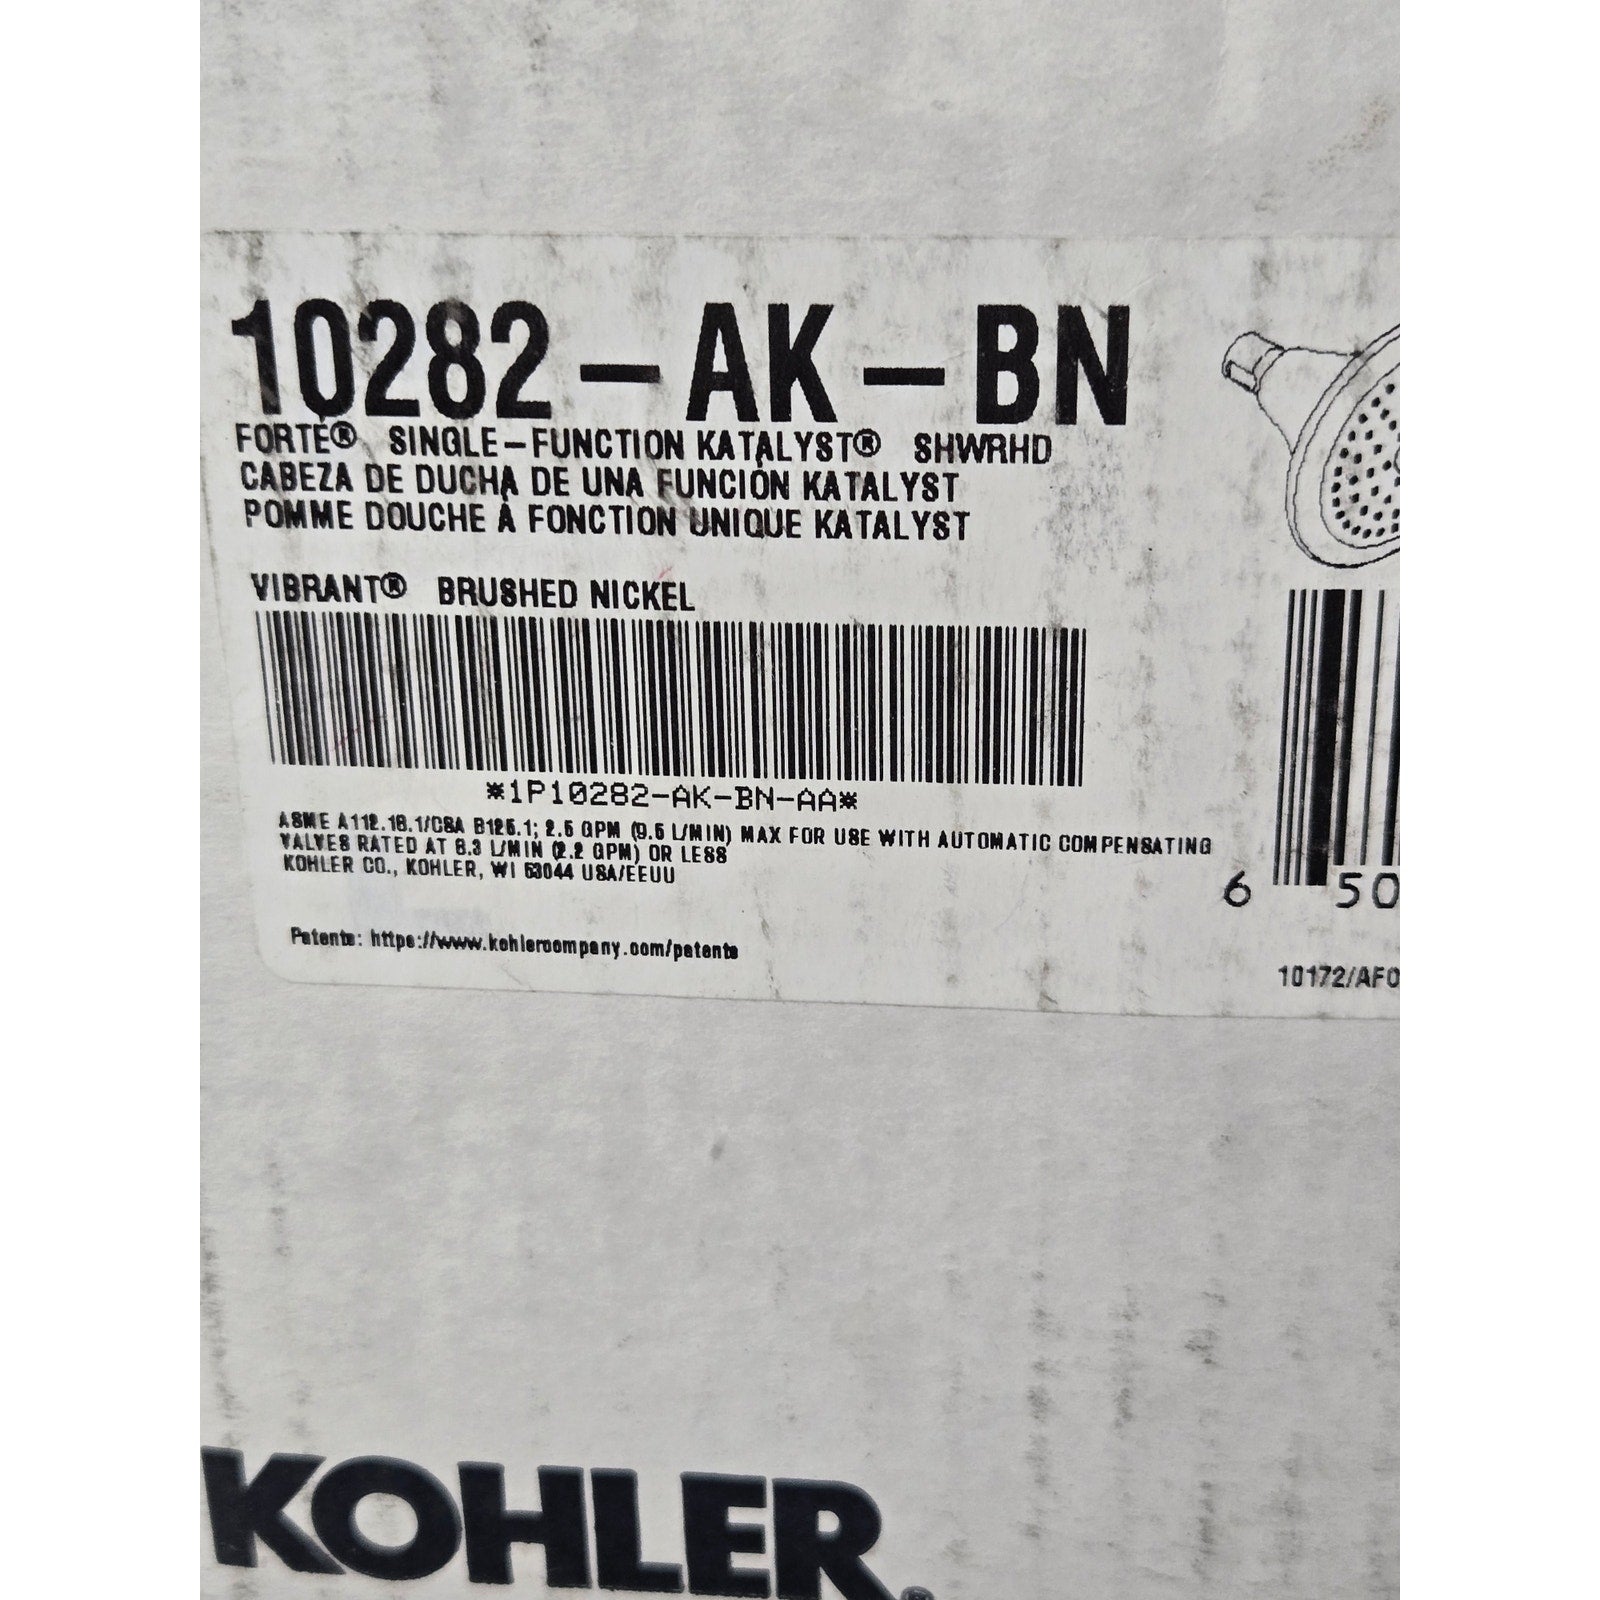 10282-AK-BN
FORTÉ® SINGLE-FUNCTION KATALYST® SHWRHD
CABEZA DE DUCHA DE UNA FUNCIÓN KATALYST
POMME DOUCHE À FONCTION UNIQUE KATALYST
VIBRANT® BRUSHED NICKEL
*1P10282-AK-BN-AA*
ASME A112.18.1/CSA B125.1; 2.5 GPM (9.5 L/MIN) MAX FOR USE WITH AUTOMATIC COMPENSATING
VALVES RATED AT 8.3 L/MIN (2.2 GPM) OR LESS
KOHLER CO., KOHLER, WI 53044 USA/EEUU
6 50
Patents: https://www.kohlercompany.com/patents
10172/AF0
KOHLER®